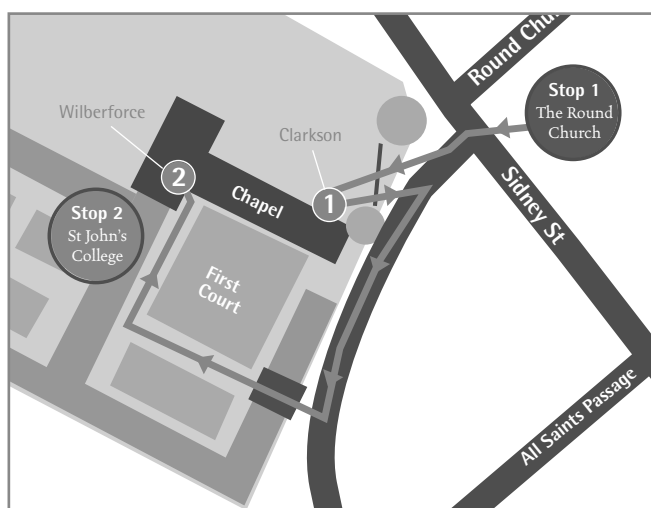 Round Chu
Stop 1
The Round
Church
Wilberforce
Clarkson
2
1
Chapel
Sidney St
Stop 2
St John's
College
First
Court
All Saints Passage